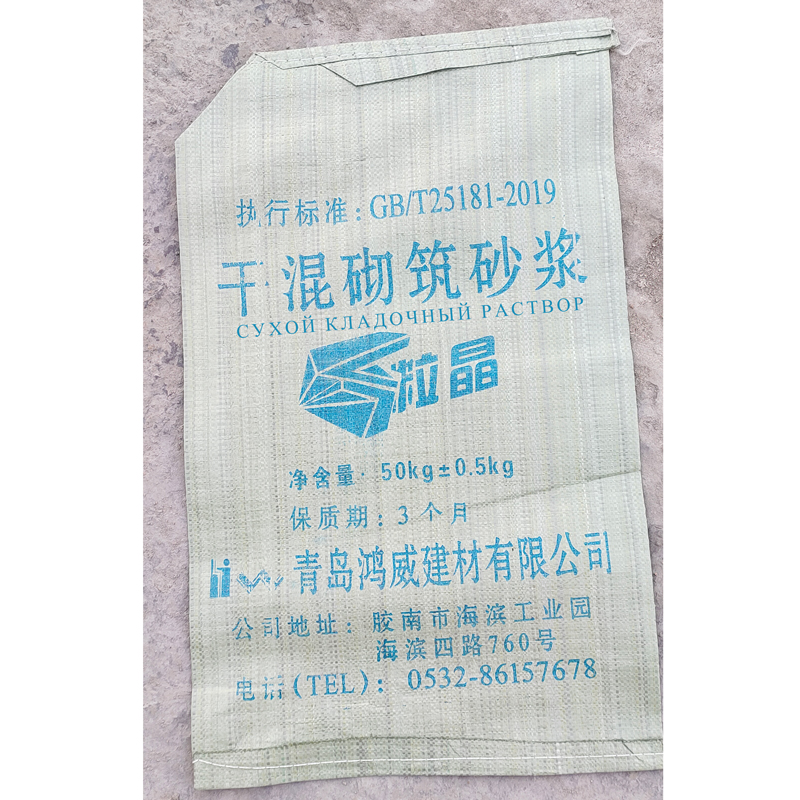 执行标准:GB/T25181-2019
干混砌筑砂浆
СУХОЙ КЛАДОЧНЫЙ РАСТВОР
粒晶
净含量: 50kg±0.5kg
保质期: 3个月
青岛鸿威建材有限公司
公司地址: 胶南市海滨工业园
海滨四路760号
电话(TEL): 0532-86157678